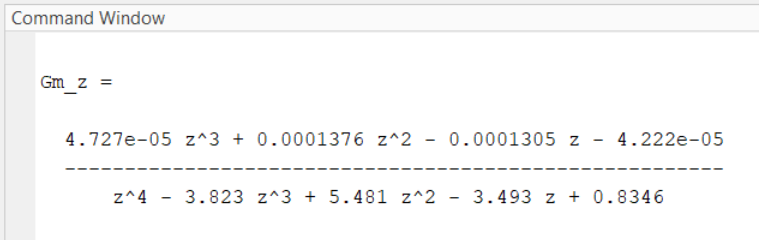 Command Window
Gm_z =
4.727e-05 z^3 + 0.0001376 z^2 - 0.0001305 z - 4.222e-05
-------------------------------------------------------
z^4 - 3.823 z^3 + 5.481 z^2 - 3.493 z + 0.8346